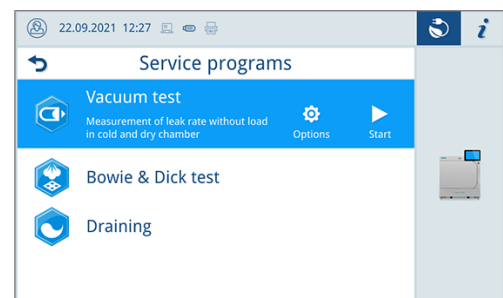 22.09.2021 12:27
i
Service programs
Vacuum test
Measurement of leak rate without load
in cold and dry chamber
Options
Start
Bowie & Dick test
Draining